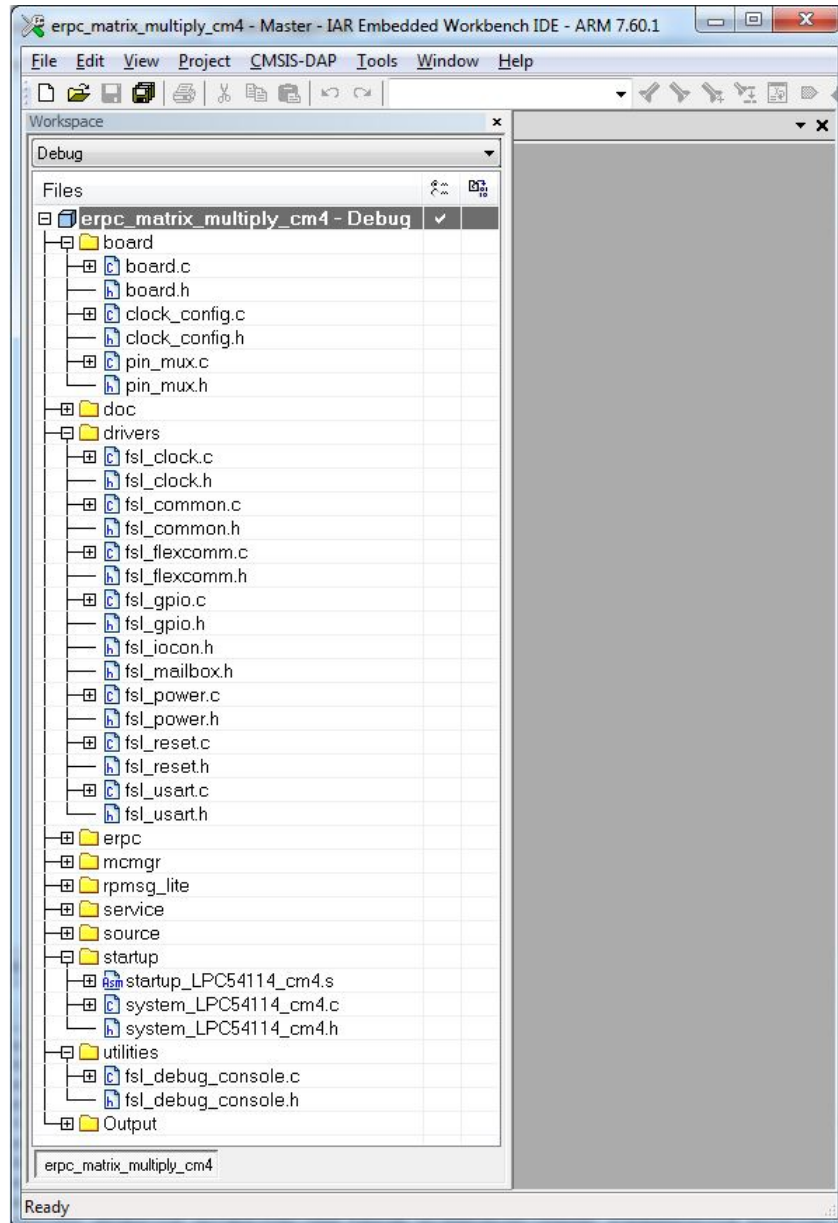 erpc_matrix_multiply_cm4 - Master - IAR Embedded Workbench IDE - ARM 7.60.1
File Edit View Project CMSIS-DAP Tools Window Help
Workspace
Debug
Files
erpc_matrix_multiply_cm4 - Debug
board
board.c
board.h
clock_config.c
clock_config.h
pin_mux.c
pin_mux.h
doc
drivers
fsl_clock.c
fsl_clock.h
fsl_common.c
fsl_common.h
fsl_flexcomm.c
fsl_flexcomm.h
fsl_gpio.c
fsl_gpio.h
fsl_iocon.h
fsl_mailbox.h
fsl_power.c
fsl_power.h
fsl_reset.c
fsl_reset.h
fsl_usart.c
fsl_usart.h
erpc
mcmgr
rpmsg_lite
service
source
startup
startup_LPC54114_cm4.s
system_LPC54114_cm4.c
system_LPC54114_cm4.h
utilities
fsl_debug_console.c
fsl_debug_console.h
Output
erpc_matrix_multiply_cm4
Ready